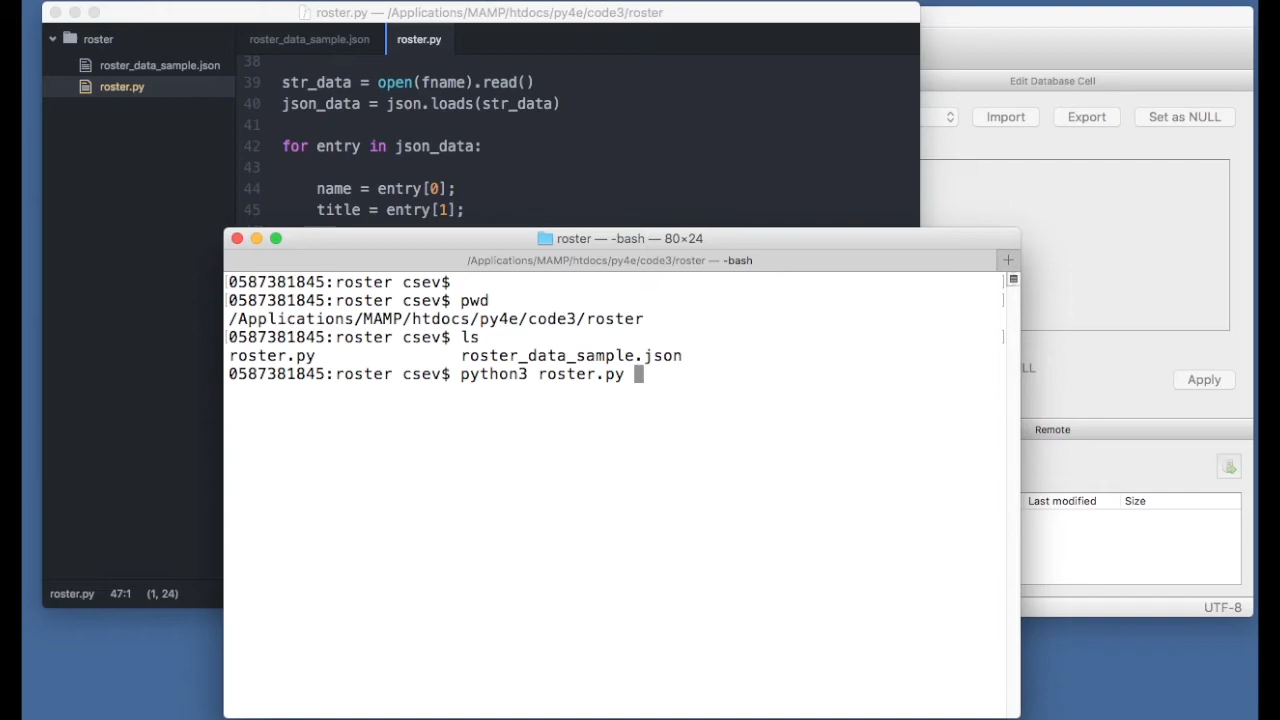 roster.py — /Applications/MAMP/htdocs/py4e/code3/roster
roster
roster_data_sample.json
roster.py
roster_data_sample.json
roster.py
38
39 str_data = open(fname).read()
40 json_data = json.loads(str_data)
41
42 for entry in json_data:
43
44 name = entry[0];
45 title = entry[1];
roster.py 47:1 (1, 24)
Edit Database Cell
Import Export Set as NULL
Apply
Remote
Last modified Size
UTF-8
roster — -bash — 80×24
/Applications/MAMP/htdocs/py4e/code3/roster — -bash
0587381845:roster csev$
0587381845:roster csev$ pwd
/Applications/MAMP/htdocs/py4e/code3/roster
0587381845:roster csev$ ls
roster.py roster_data_sample.json
0587381845:roster csev$ python3 roster.py